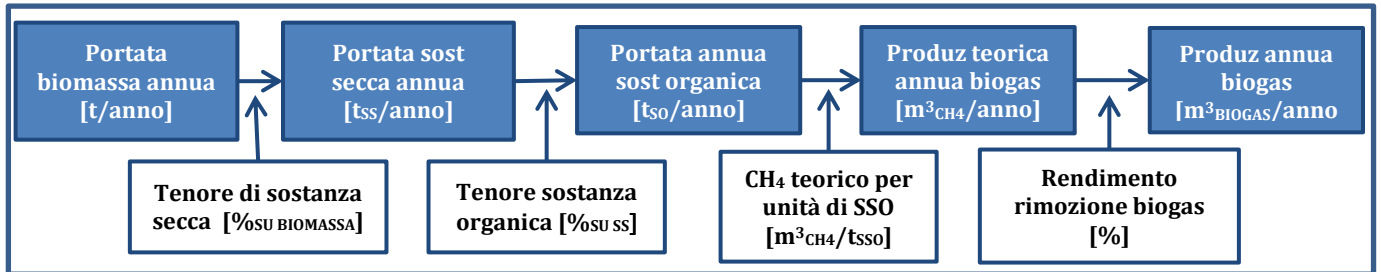 Portata
biomassa annua
[t/anno]
Portata sost
secca annua
[tSS/anno]
Portata annua
sost organica
[tSO/anno]
Produz teorica
annua biogas
[m³CH4/anno]
Produz annua
biogas
[m³BIOGAS/anno
Tenore di sostanza
secca [%SU BIOMASSA]
Tenore sostanza
organica [%SU SS]
CH4 teorico per
unità di SSO
[m³CH4/tSSO]
Rendimento
rimozione biogas
[%]